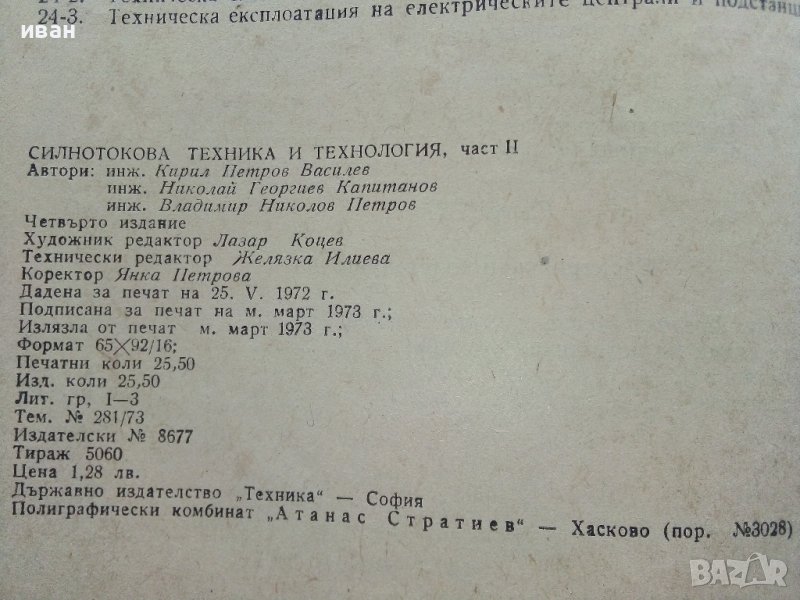 иван
24-3. Техническа експлоатация на електрическите централи и подстанц
СИЛНОТОКОВА ТЕХНИКА И ТЕХНОЛОГИЯ, част II
Автори: инж. Кирил Петров Василев
инж. Николай Георгиев Капитанов
инж. Владимир Николов Петров
Четвърто издание
Художник редактор Лазар Коцев
Технически редактор Желязка Илиева
Коректор Янка Петрова
Дадена за печат на 25. V. 1972 г.
Подписана за печат на м. март 1973 г.;
Излязла от печат м. март 1973 г.;
Формат 65×92/16;
Печатни коли 25,50
Изд. коли 25,50
Лит. гр, I—3
Тем. № 281/73
Издателски № 8677
Тираж 5060
Цена 1,28 лв.
Държавно издателство „Техника“ — София
Полиграфически комбинат „Атанас Стратиев“ — Хасково (пор. №3028)
BAZAR